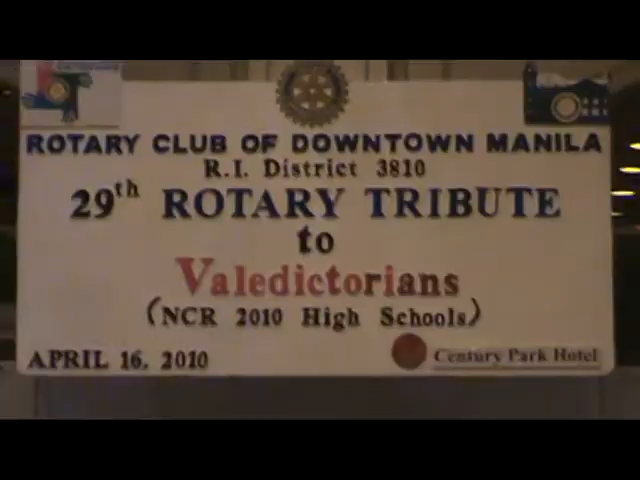 ROTARY CLUB OF DOWNTOWN MANILA
R.I. District 3810
29th ROTARY TRIBUTE
to
Valedictorians
(NCR 2010 High Schools)
APRIL 16, 2010
Century Park Hotel